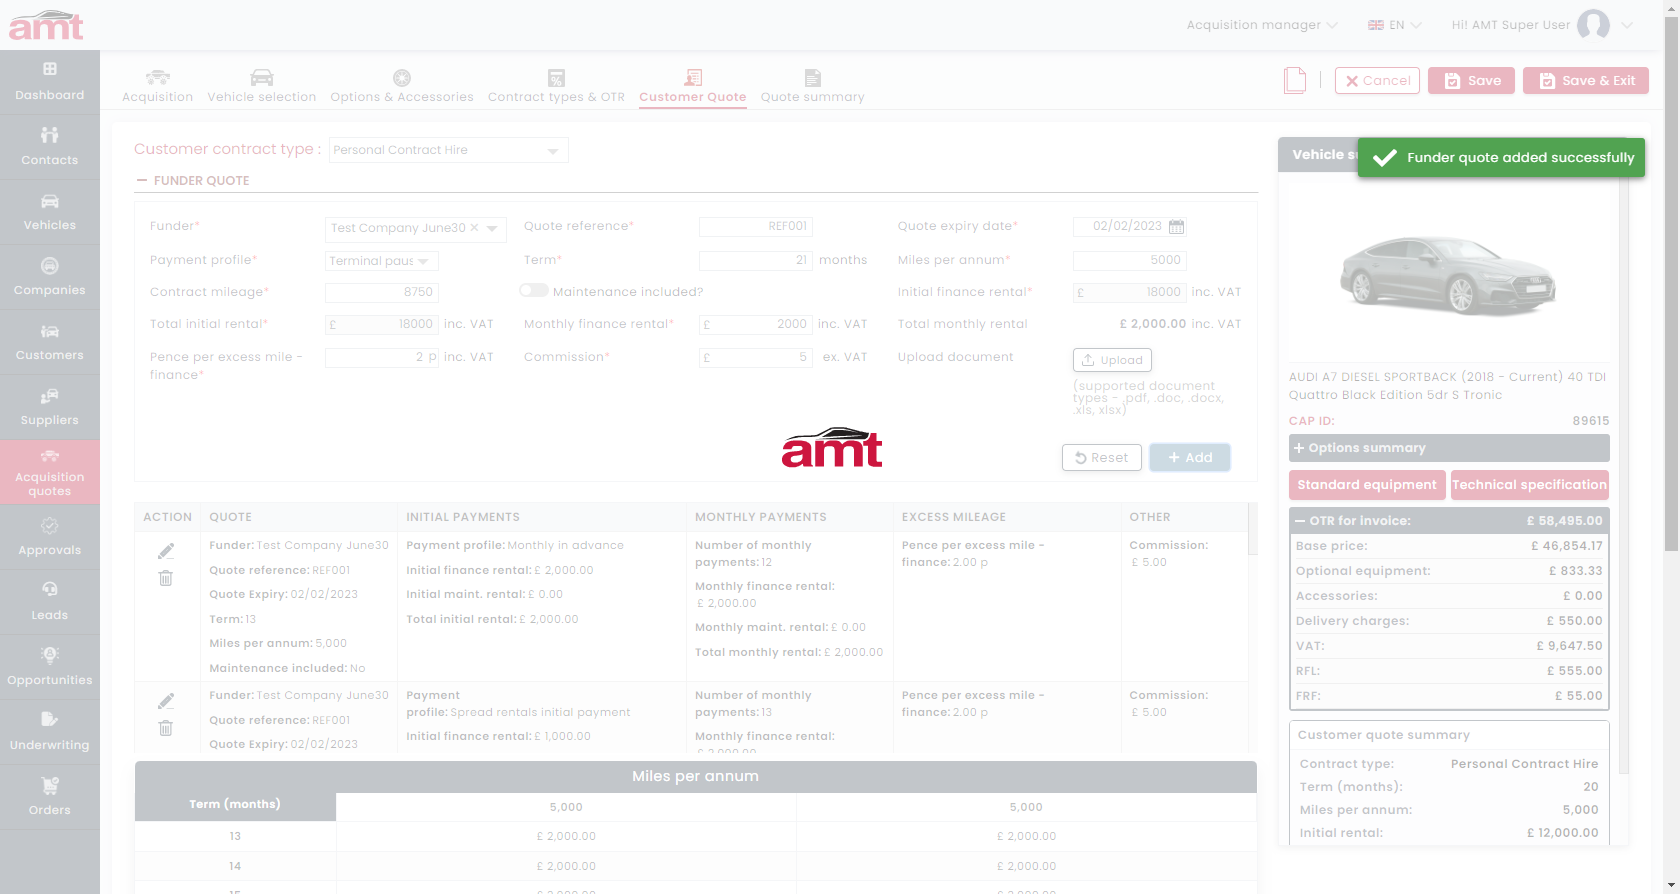 amt
Acquisition manager
EN
Hi! AMT Super User
Dashboard
Contacts
Vehicles
Companies
Customers
Suppliers
Acquisition
quotes
Approvals
Leads
Opportunities
Underwriting
Orders
Acquisition
Vehicle selection
Options & Accessories
Contract types & OTR
Customer Quote
Quote summary
Cancel
Save
Save & Exit
Funder quote added successfully
Customer contract type :
Personal Contract Hire
FUNDER QUOTE
Funder*
Test Company June30 ×
Quote reference*
REF001
Quote expiry date*
02/02/2023
Payment profile*
Terminal paus
Term*
21 months
Miles per annum*
5000
Contract mileage*
8750
Maintenance included?
Initial finance rental*
£ 18000 inc. VAT
Total initial rental*
£ 18000 inc. VAT
Monthly finance rental*
£ 2000 inc. VAT
Total monthly rental
£ 2,000.00 inc. VAT
Pence per excess mile -
finance*
2 p inc. VAT
Commission*
£ 5 ex. VAT
Upload document
Upload
(supported document
types - .pdf, .doc, .docx,
.xls, xlsx)
amt
Reset
+ Add
ACTION
QUOTE
INITIAL PAYMENTS
MONTHLY PAYMENTS
EXCESS MILEAGE
OTHER
Funder: Test Company June30
Quote reference: REF001
Quote Expiry: 02/02/2023
Term: 13
Miles per annum: 5,000
Maintenance included: No
Payment profile: Monthly in advance
Initial finance rental: £ 2,000.00
Initial maint. rental: £ 0.00
Total initial rental: £ 2,000.00
Number of monthly
payments: 12
Monthly finance rental:
£ 2,000.00
Monthly maint. rental: £ 0.00
Total monthly rental: £ 2,000.00
Pence per excess mile -
finance: 2.00 p
Commission:
£ 5.00
Funder: Test Company June30
Quote reference: REF001
Quote Expiry: 02/02/2023
Payment
profile: Spread rentals initial payment
Initial finance rental: £ 1,000.00
Number of monthly
payments: 13
Monthly finance rental:
£ 2,000.00
Pence per excess mile -
finance: 2.00 p
Commission:
£ 5.00
Miles per annum
Term (months)
5,000
5,000
13
£ 2,000.00
£ 2,000.00
14
£ 2,000.00
£ 2,000.00
15
£ 2,000.00
£ 2,000.00
Vehicle s
AUDI A7 DIESEL SPORTBACK (2018 - Current) 40 TDI
Quattro Black Edition 5dr S Tronic
CAP ID:
89615
+ Options summary
Standard equipment
Technical specification
— OTR for invoice:
£ 58,495.00
Base price:
£ 46,854.17
Optional equipment:
£ 833.33
Accessories:
£ 0.00
Delivery charges:
£ 550.00
VAT:
£ 9,647.50
RFL:
£ 555.00
FRF:
£ 55.00
Customer quote summary
Contract type:
Personal Contract Hire
Term (months):
20
Miles per annum:
5,000
Initial rental:
£ 12,000.00